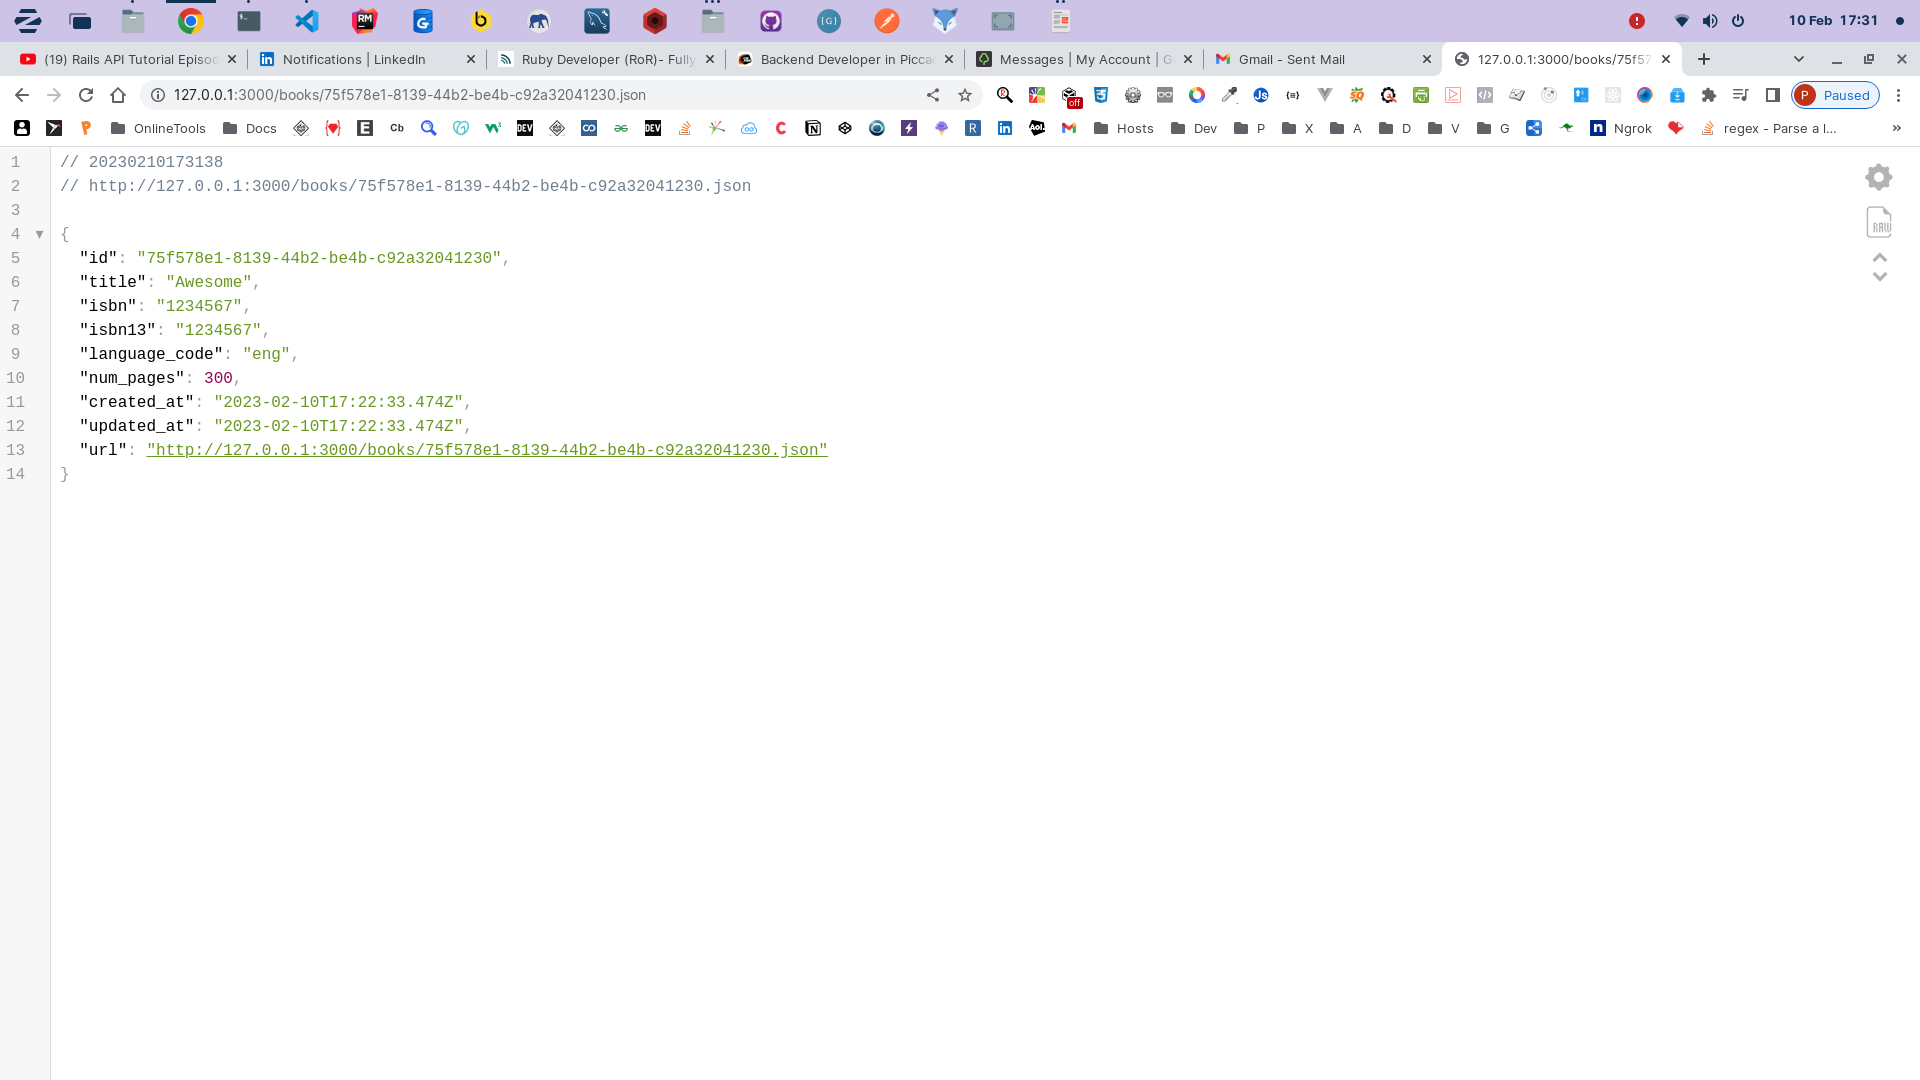 10 Feb 17:31
(19) Rails API Tutorial Episod
Notifications | LinkedIn
Ruby Developer (RoR)- Fully
Backend Developer in Picca
Messages | My Account | G
Gmail - Sent Mail
127.0.0.1:3000/books/75f57
127.0.0.1:3000/books/75f578e1-8139-44b2-be4b-c92a32041230.json
off
P Paused
OnlineTools
Docs
Hosts
Dev
P
X
A
D
V
G
Ngrok
regex - Parse a l...
1 // 20230210173138
2 // http://127.0.0.1:3000/books/75f578e1-8139-44b2-be4b-c92a32041230.json
3
4 {
5 "id": "75f578e1-8139-44b2-be4b-c92a32041230",
6 "title": "Awesome",
7 "isbn": "1234567",
8 "isbn13": "1234567",
9 "language_code": "eng",
10 "num_pages": 300,
11 "created_at": "2023-02-10T17:22:33.474Z",
12 "updated_at": "2023-02-10T17:22:33.474Z",
13 "url": "http://127.0.0.1:3000/books/75f578e1-8139-44b2-be4b-c92a32041230.json"
14 }
RAW